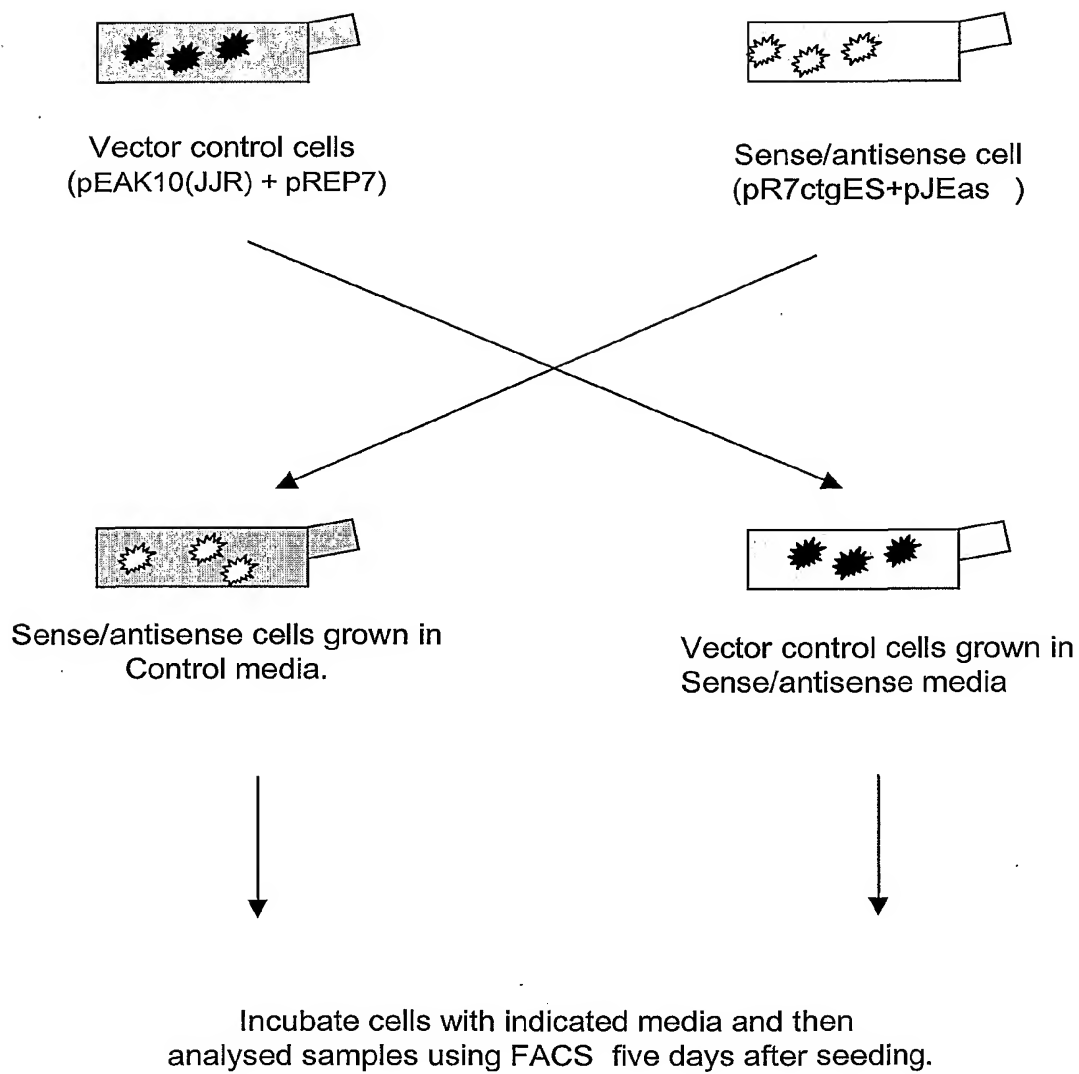 Vector control cells
(pEAK10(JJR) + pREP7)
Sense/antisense cell
(pR7ctgES+pJEas )
Sense/antisense cells grown in
Control media.
Vector control cells grown in
Sense/antisense media
Incubate cells with indicated media and then
analysed samples using FACS five days after seeding.